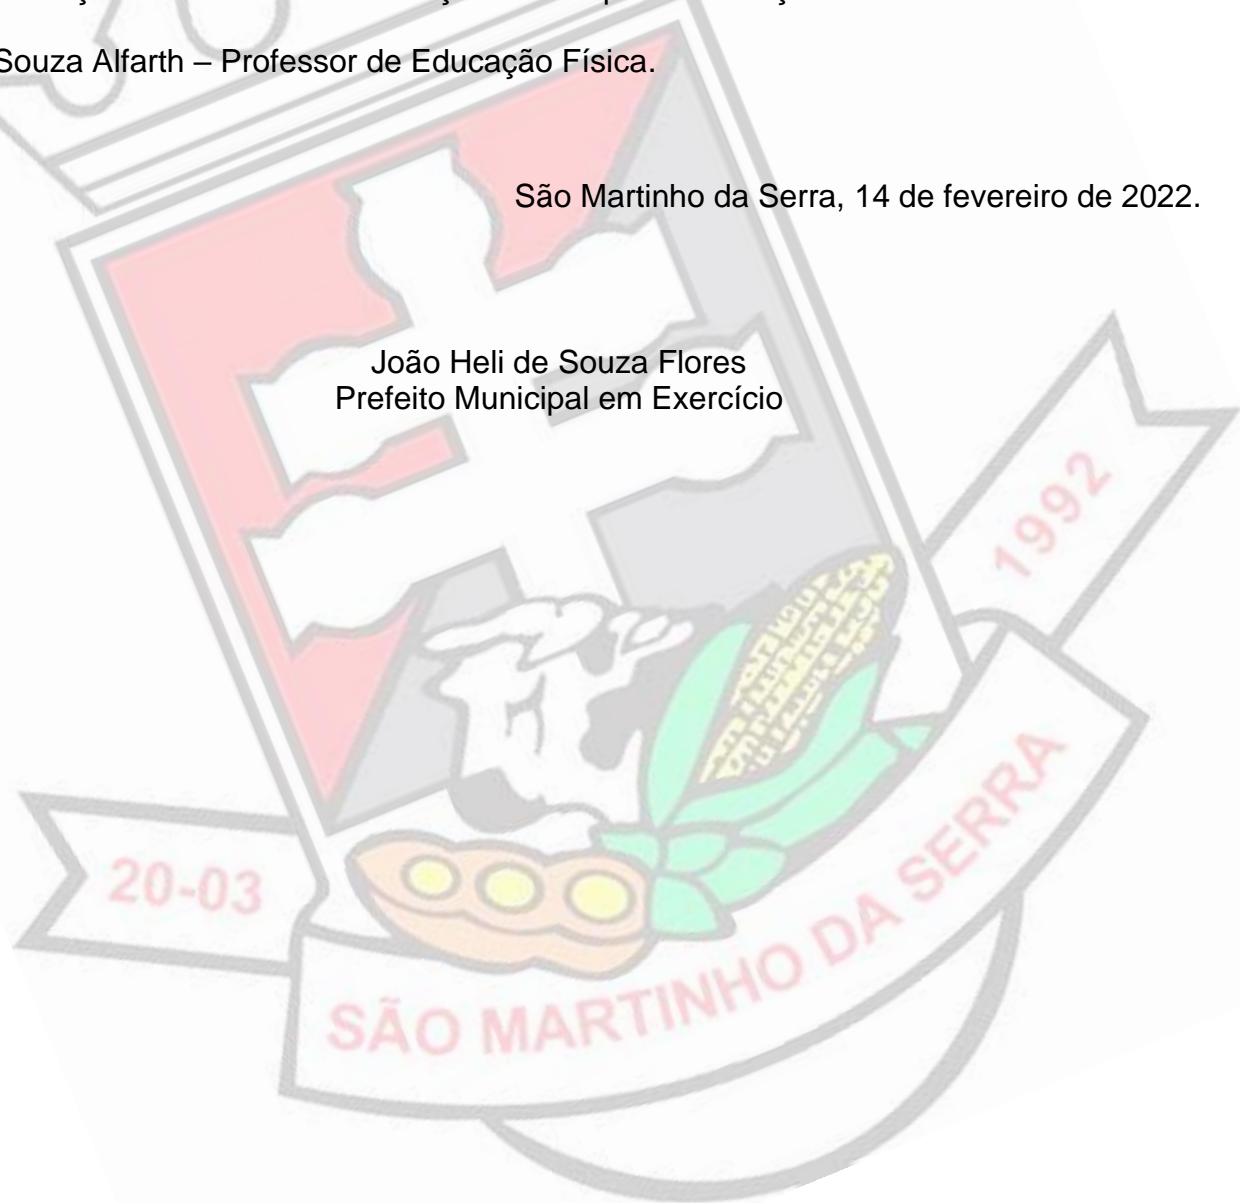 Souza Alfarth – Professor de Educação Física.
São Martinho da Serra, 14 de fevereiro de 2022.
João Heli de Souza Flores
Prefeito Municipal em Exercício
1992
20-03
SÃO MARTINHO DA SERRA